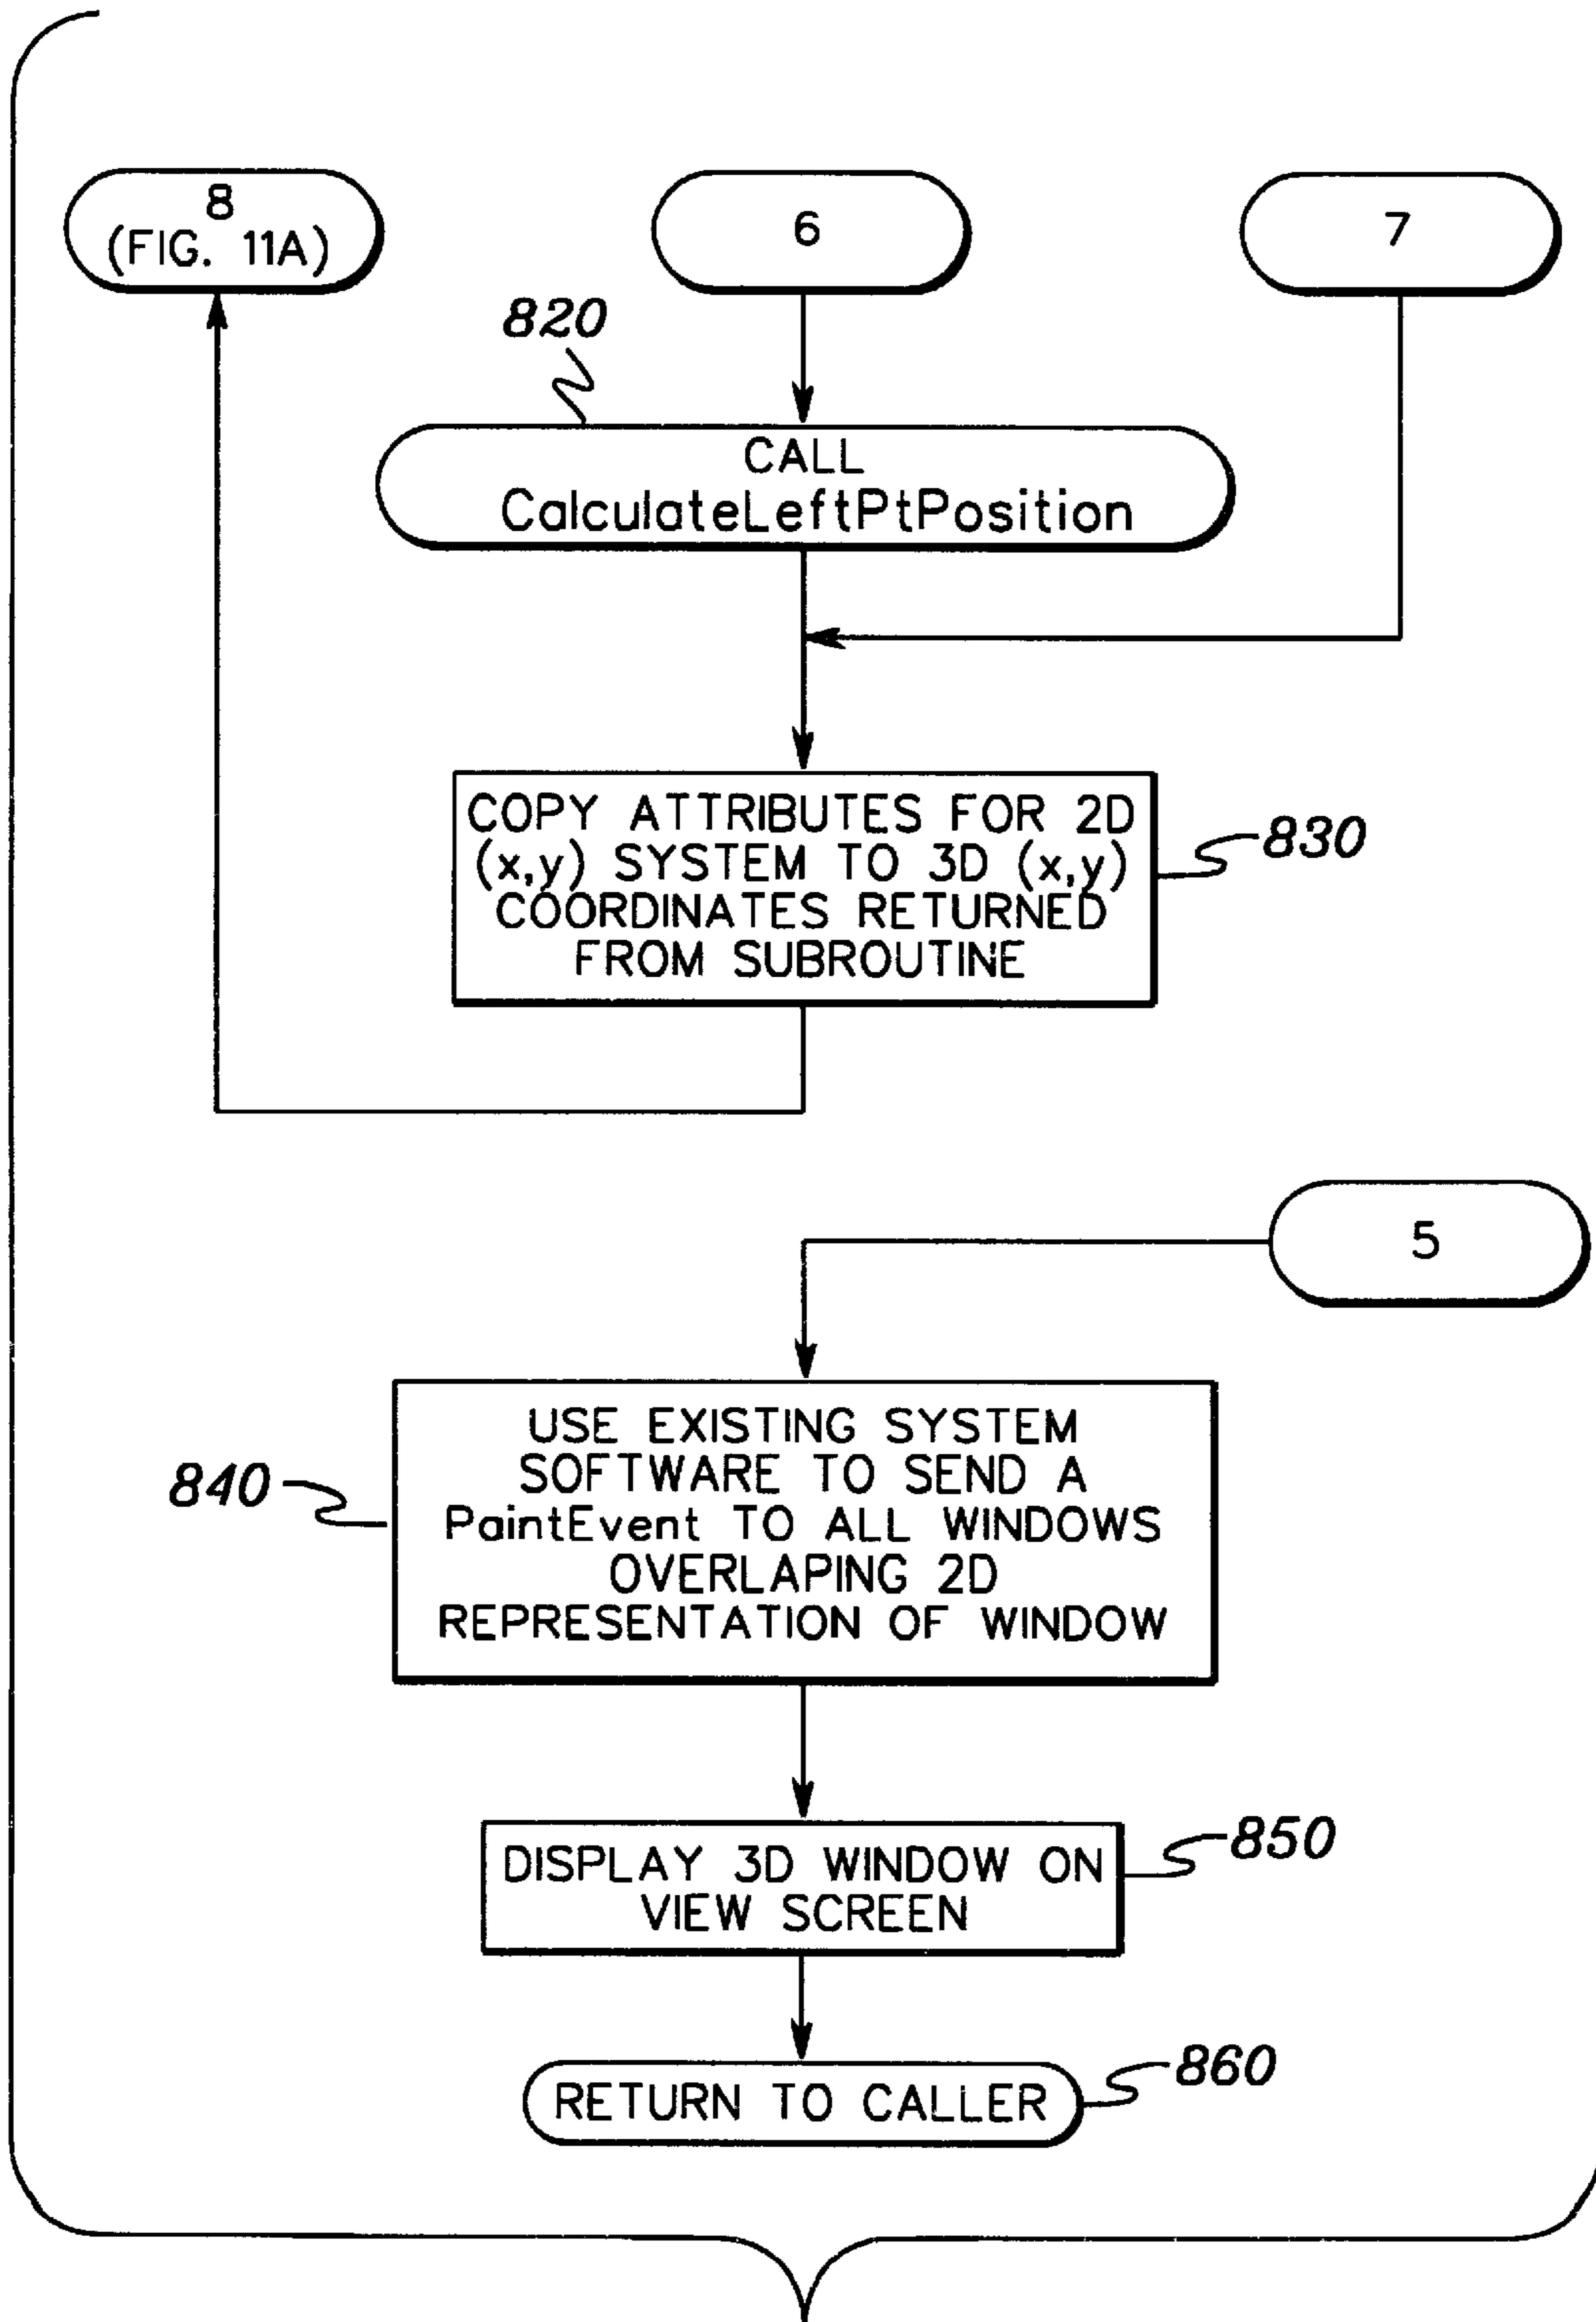 8
(FIG. 11A)
6
7
820
CALL
CalculateLeftPtPosition
COPY ATTRIBUTES FOR 2D
(x,y) SYSTEM TO 3D (x,y)
COORDINATES RETURNED
FROM SUBROUTINE
830
5
USE EXISTING SYSTEM
SOFTWARE TO SEND A
PaintEvent TO ALL WINDOWS
OVERLAPING 2D
REPRESENTATION OF WINDOW
840
DISPLAY 3D WINDOW ON
VIEW SCREEN
850
RETURN TO CALLER
860